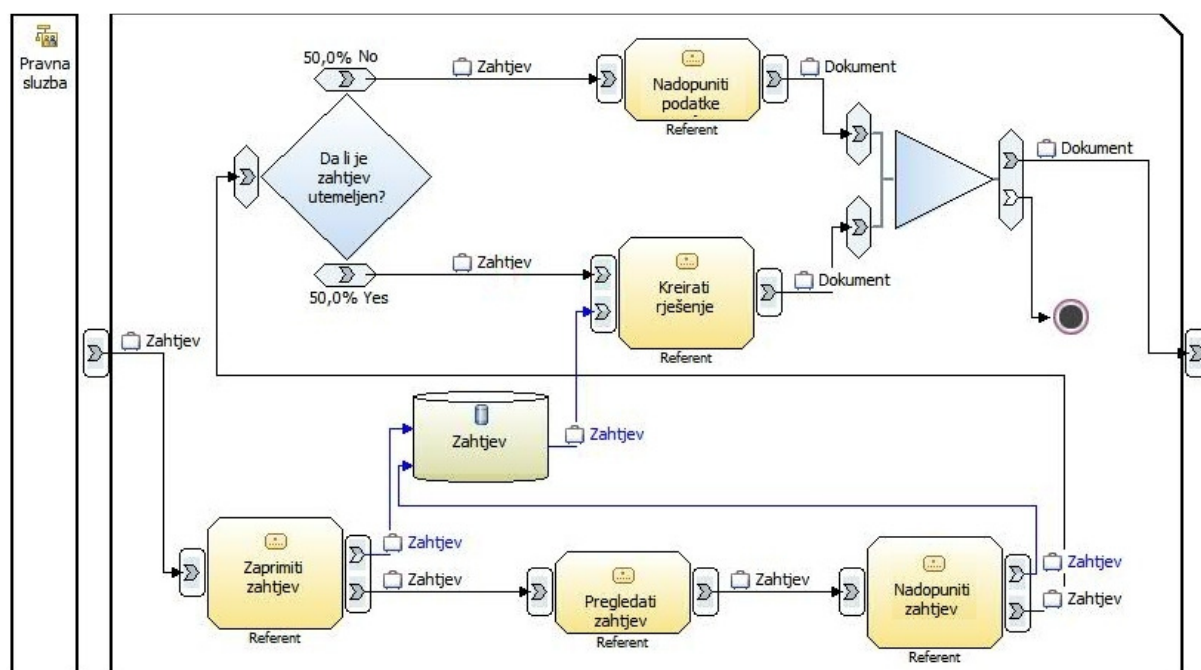 Pravna
sluzba
50,0% No
Zahtjev
Nadopuniti
podatke
Referent
Dokument
Da li je
zahtjev
utemeljen?
Dokument
50,0% Yes
Zahtjev
Kreirati
rješenje
Referent
Dokument
Zahtjev
Zahtjev
Zahtjev
Zaprimiti
zahtjev
Referent
Zahtjev
Zahtjev
Pregledati
zahtjev
Referent
Zahtjev
Nadopuniti
zahtjev
Referent
Zahtjev
Zahtjev